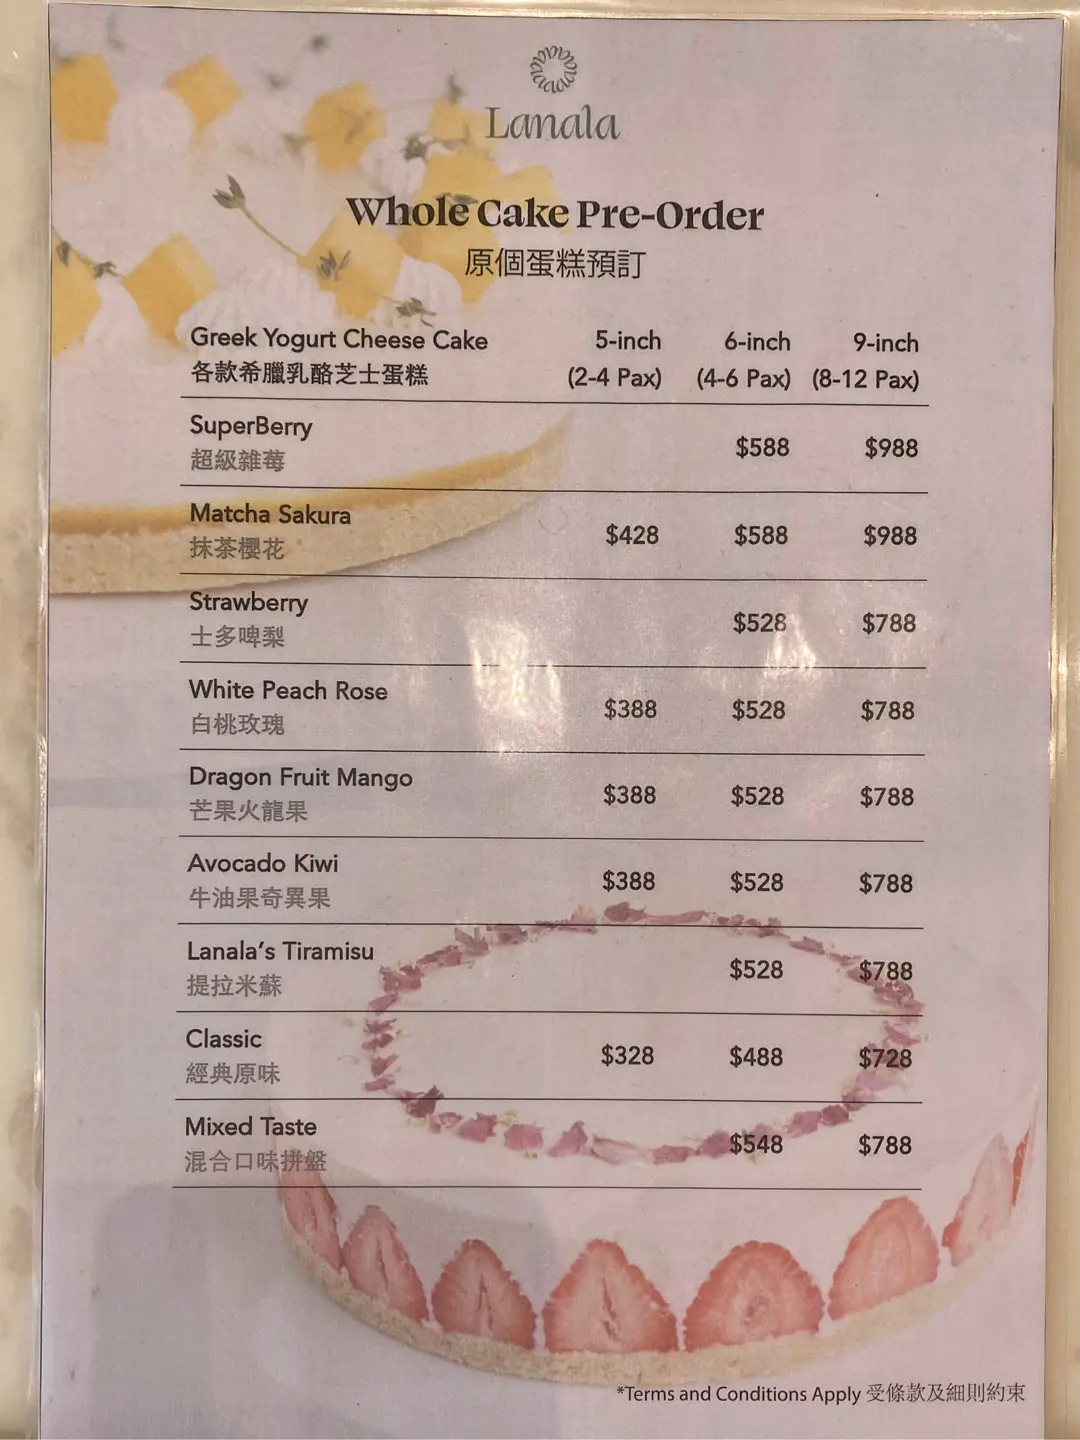 Lanala
Whole Cake Pre-Order
原個蛋糕預訂
Greek Yogurt Cheese Cake 5-inch 6-inch 9-inch
各款希臘乳酪芝士蛋糕 (2-4 Pax) (4-6 Pax) (8-12 Pax)
SuperBerry
超級雜莓 $588 $988
Matcha Sakura
抹茶櫻花 $428 $588 $988
Strawberry
士多啤梨 $528 $788
White Peach Rose
白桃玫瑰 $388 $528 $788
Dragon Fruit Mango
芒果火龍果 $388 $528 $788
Avocado Kiwi
牛油果奇異果 $388 $528 $788
Lanala's Tiramisu
提拉米蘇 $528 $788
Classic
經典原味 $328 $488 $728
Mixed Taste
混合口味拼盤 $548 $788
*Terms and Conditions Apply 受條款及細則約束